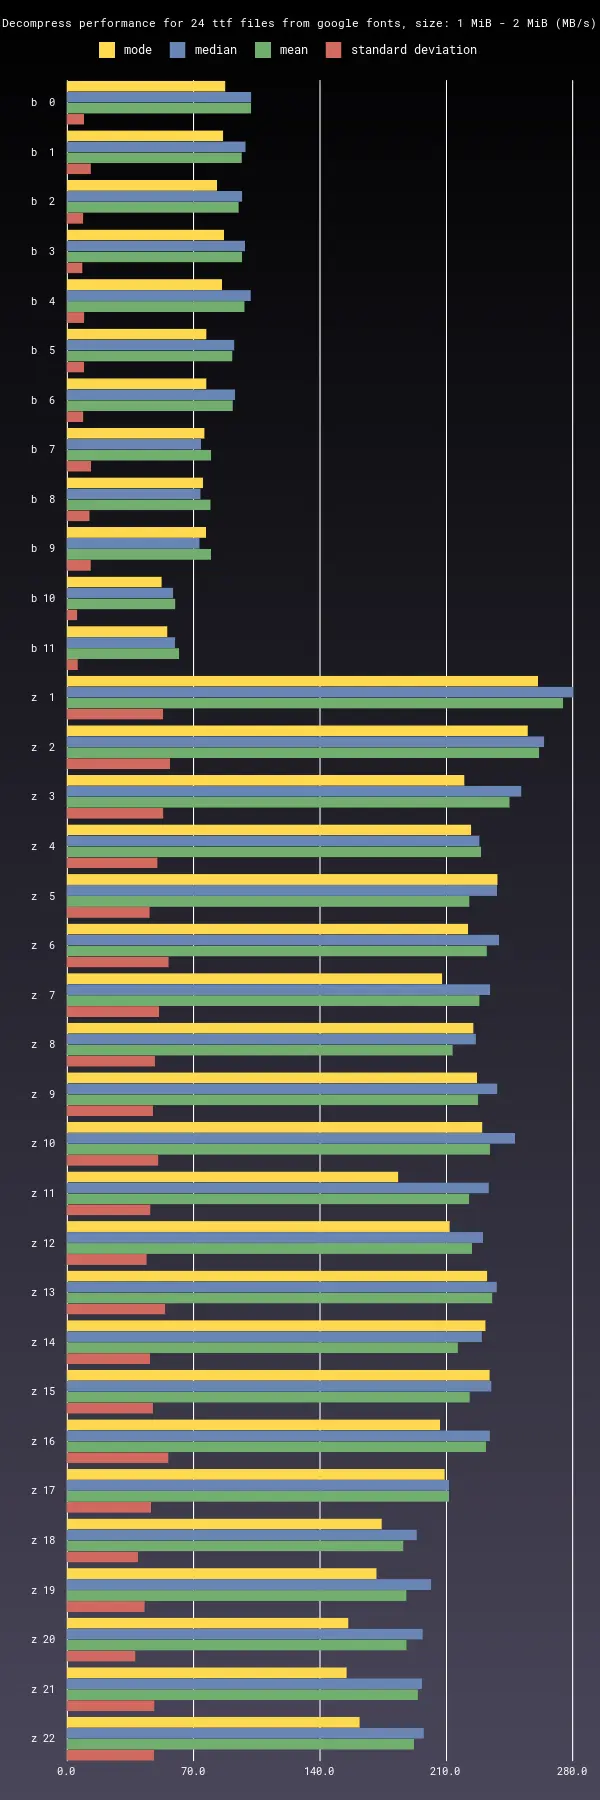 Decompress performance for 24 ttf files from google fonts, size: 1 MiB - 2 MiB (MB/s)
mode median mean standard deviation
b 0
b 1
b 2
b 3
b 4
b 5
b 6
b 7
b 8
b 9
b 10
b 11
z 1
z 2
z 3
z 4
z 5
z 6
z 7
z 8
z 9
z 10
z 11
z 12
z 13
z 14
z 15
z 16
z 17
z 18
z 19
z 20
z 21
z 22
0.0 70.0 140.0 210.0 280.0